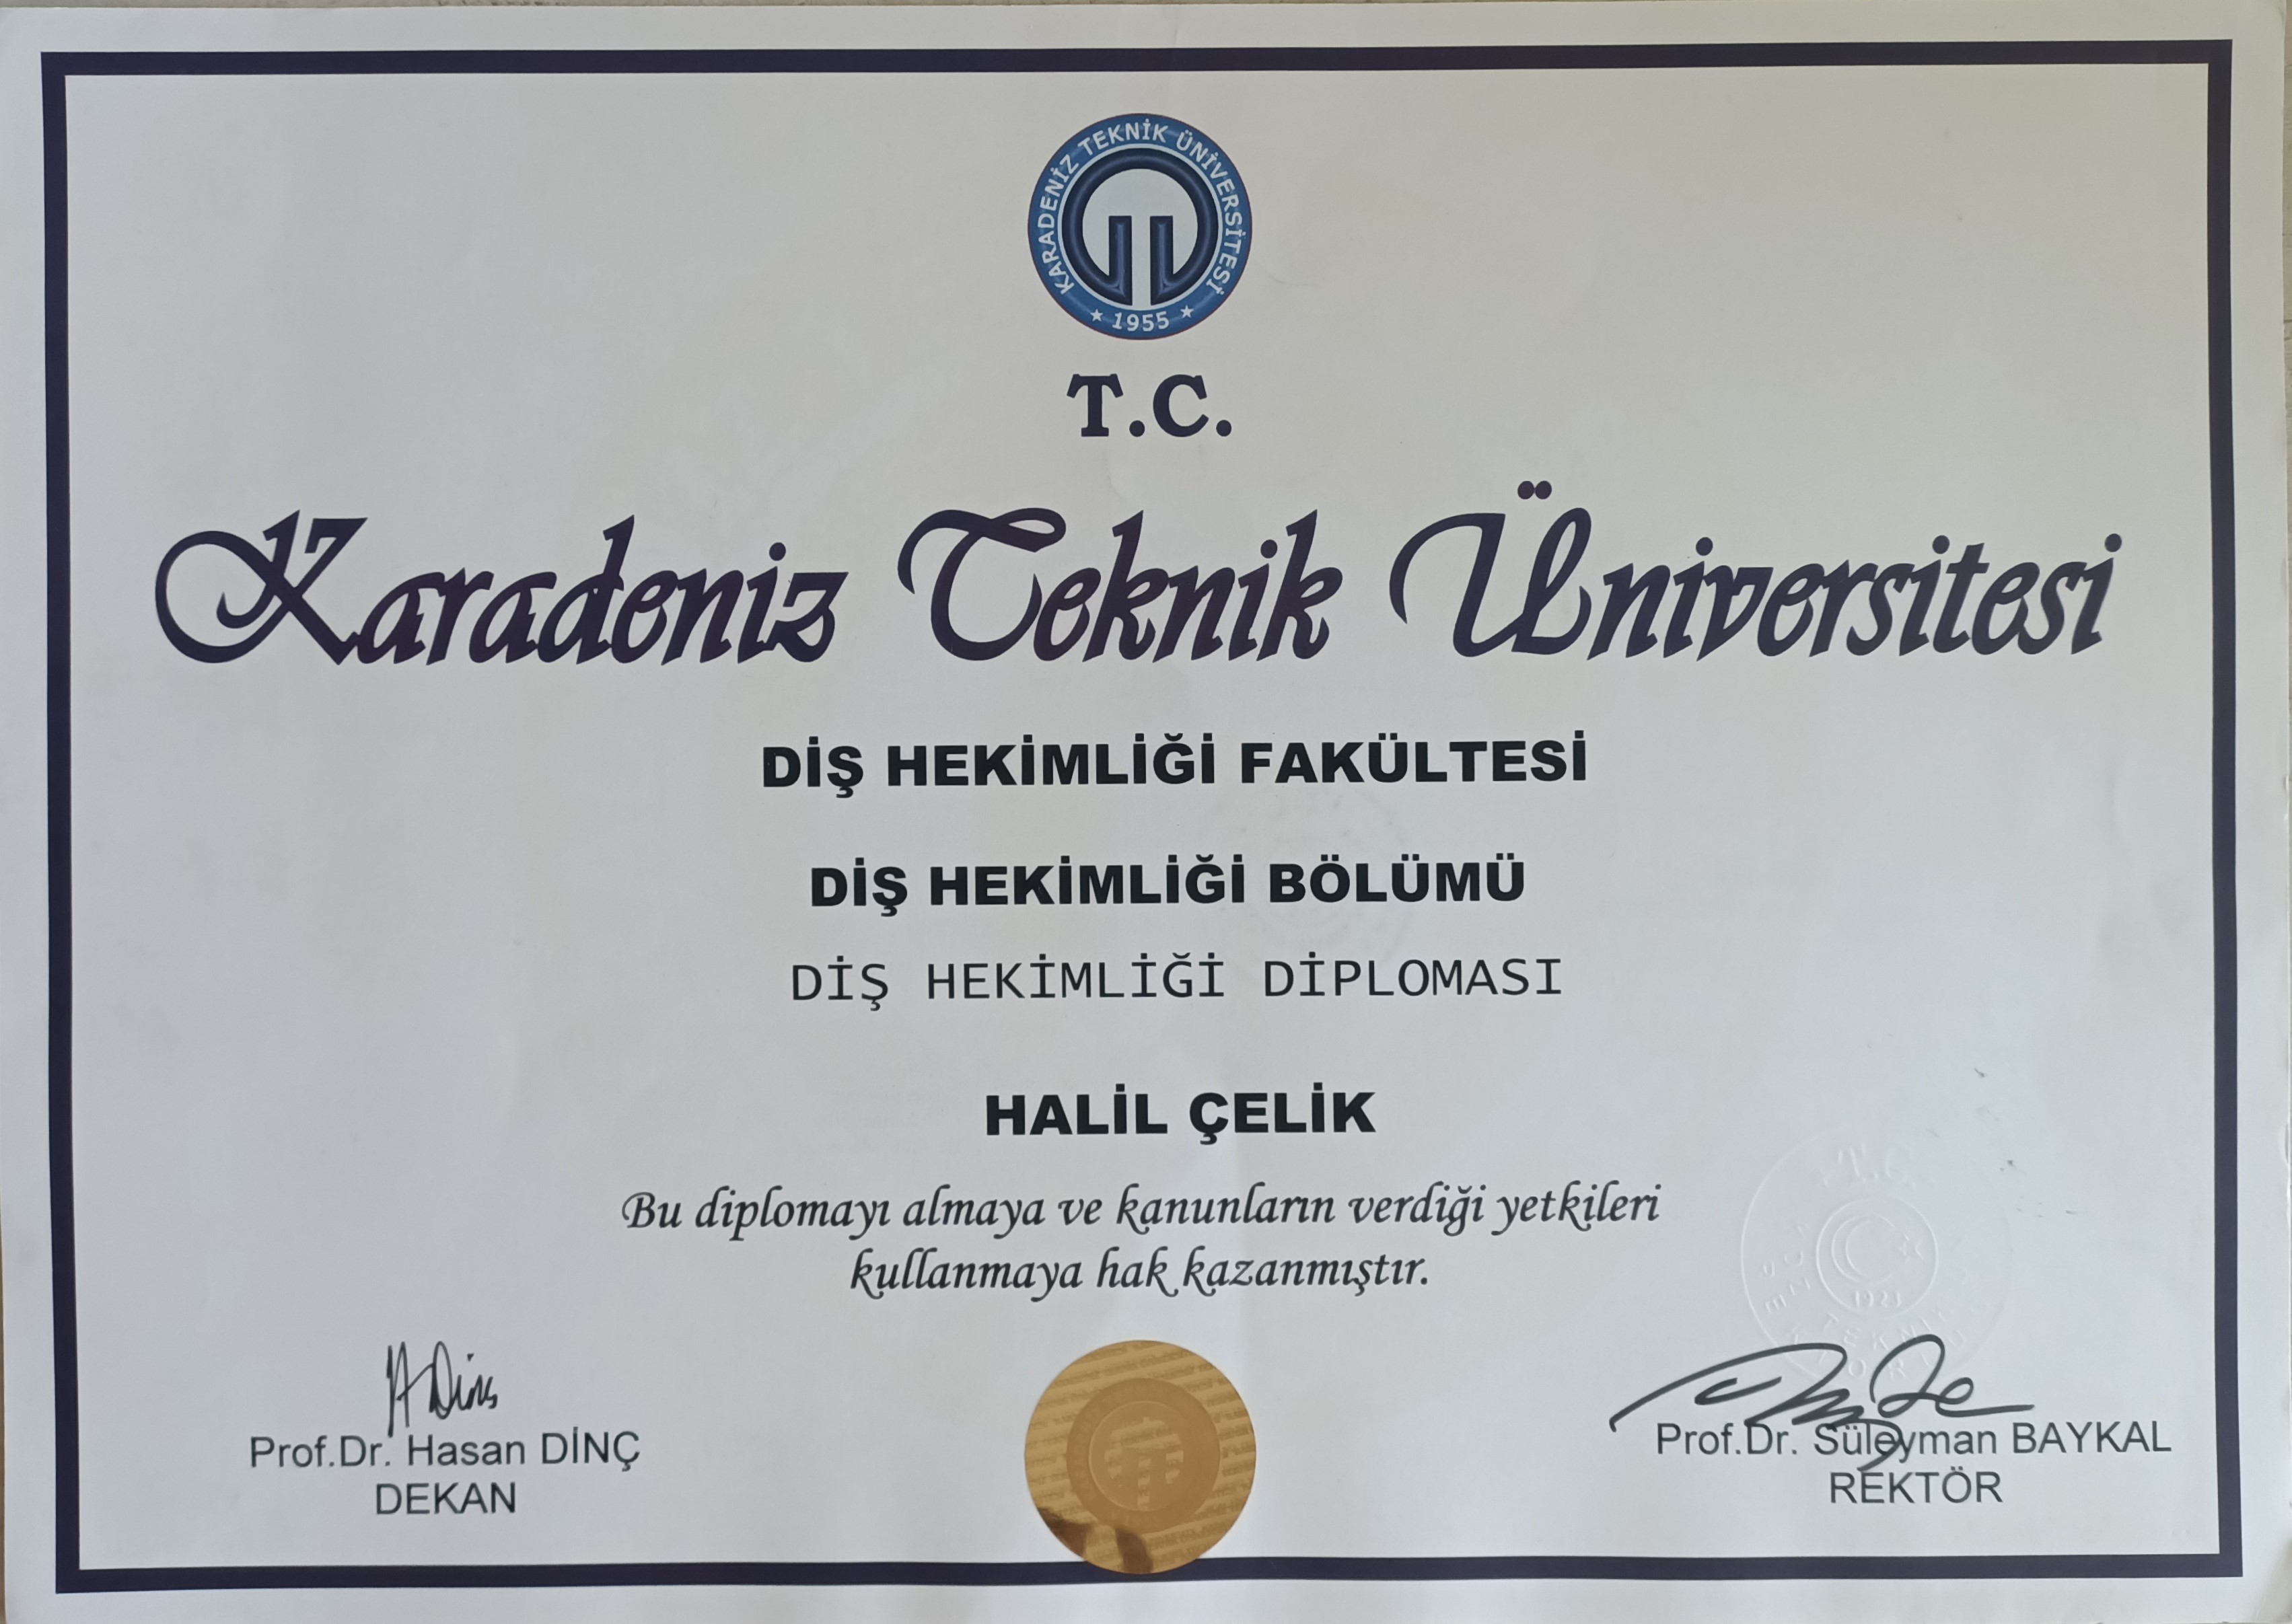 KARADENİZ TEKNİK ÜNİVERSİTESİ
★ 1955 ★
T.C.
Karadeniz Teknik Üniversitesi
DİŞ HEKİMLİĞİ FAKÜLTESİ
DİŞ HEKİMLİĞİ BÖLÜMÜ
DİŞ HEKİMLİĞİ DİPLOMASI
HALİL ÇELİK
Bu diplomayı almaya ve kanunların verdiği yetkileri
kullanmaya hak kazanmıştır.
T.C.
1923
H Dinç
Prof.Dr. Hasan DİNÇ
DEKAN
Prof.Dr. Süleyman BAYKAL
REKTÖR